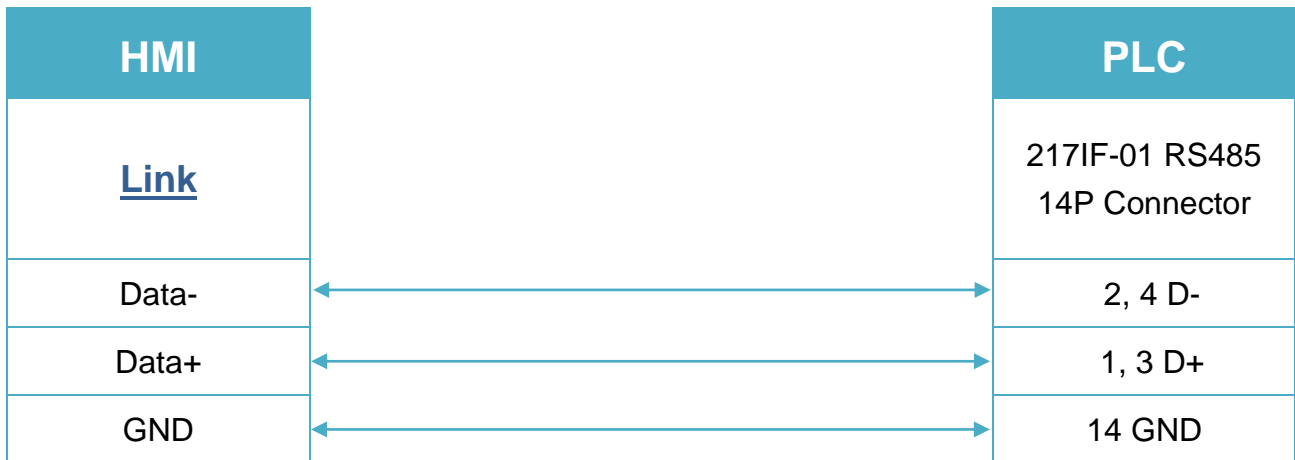 HMI PLC
Link 217IF-01 RS485
14P Connector
Data- 2, 4 D-
Data+ 1, 3 D+
GND 14 GND